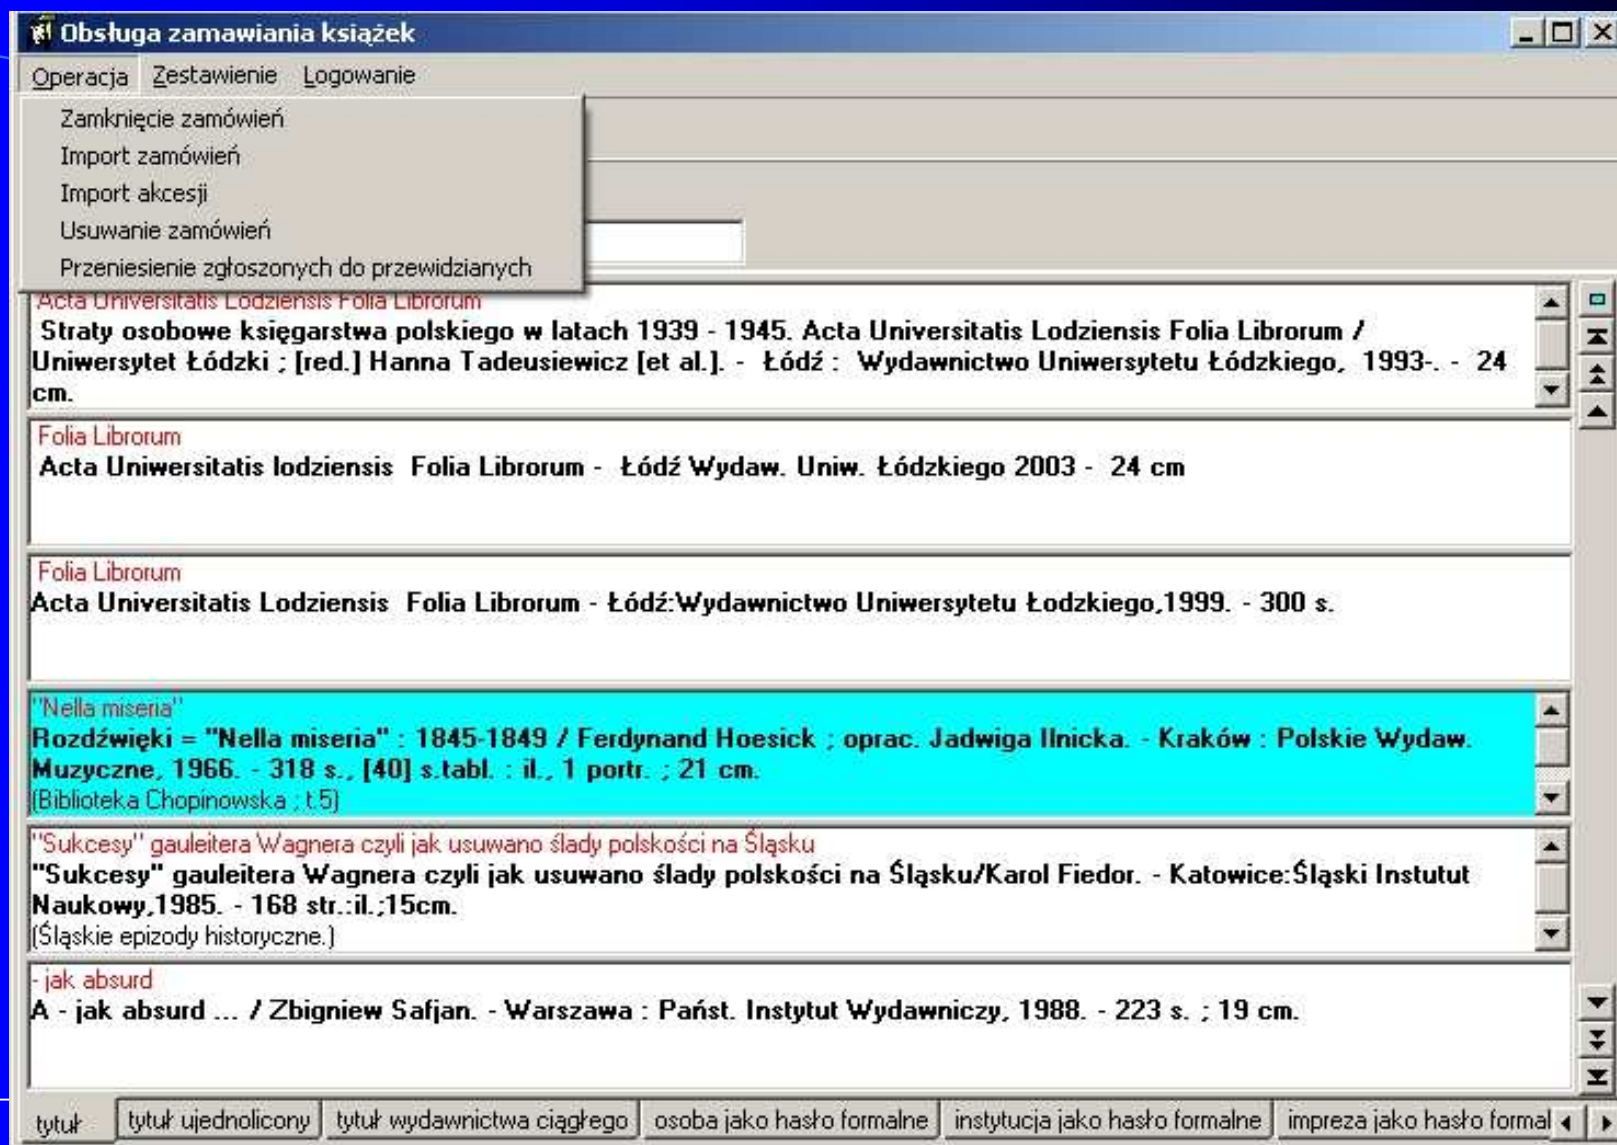 Obsługa zamawiania książek
Operacja Zestawienie Logowanie
Zamknięcie zamówień
Import zamówień
Import akcesji
Usuwanie zamówień
Przeniesienie zgłoszonych do przewidzianych
Acta Universitatis Lodziensis Folia Librorum
Straty osobowe księgarstwa polskiego w latach 1939 - 1945. Acta Universitatis Lodziensis Folia Librorum /
Uniwersytet Łódzki ; [red.] Hanna Tadeusiewicz [et al.]. - Łódź : Wydawnictwo Uniwersytetu Łódzkiego, 1993-. - 24
cm.
Folia Librorum
Acta Uniwersitatis lodziensis Folia Librorum - Łódź Wydaw. Uniw. Łódzkiego 2003 - 24 cm
Folia Librorum
Acta Universitatis Lodziensis Folia Librorum - Łódź:Wydawnictwo Uniwersytetu Łodzkiego,1999. - 300 s.
"Nella miseria"
Rozdźwięki = "Nella miseria" : 1845-1849 / Ferdynand Hoesick ; oprac. Jadwiga Ilnicka. - Kraków : Polskie Wydaw.
Muzyczne, 1966. - 318 s., [40] s.tabl. : il., 1 portr. ; 21 cm.
(Biblioteka Chopinowska ; t.5)
"Sukcesy" gauleitera Wagnera czyli jak usuwano ślady polskości na Śląsku
"Sukcesy" gauleitera Wagnera czyli jak usuwano ślady polskości na Śląsku/Karol Fiedor. - Katowice:Śląski Instutut
Naukowy,1985. - 168 str.:il.;15cm.
(Śląskie epizody historyczne.)
- jak absurd
A - jak absurd ... / Zbigniew Safjan. - Warszawa : Państ. Instytut Wydawniczy, 1988. - 223 s. ; 19 cm.
tytuł tytuł ujednolicony tytuł wydawnictwa ciągłego osoba jako hasło formalne instytucja jako hasło formalne impreza jako hasło formal